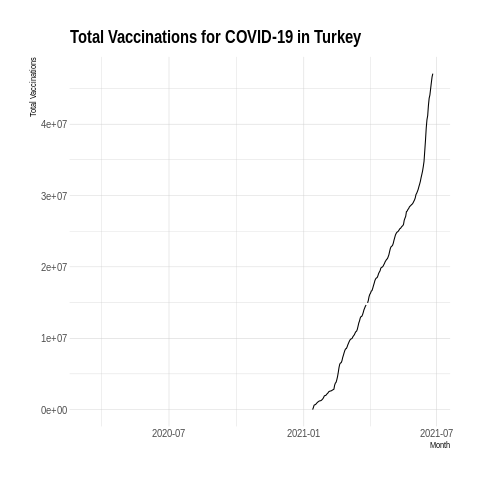 Total Vaccinations for COVID-19 in Turkey
Total Vaccinations
4e+07
3e+07
2e+07
1e+07
0e+00
2020-07
2021-01
2021-07
Month